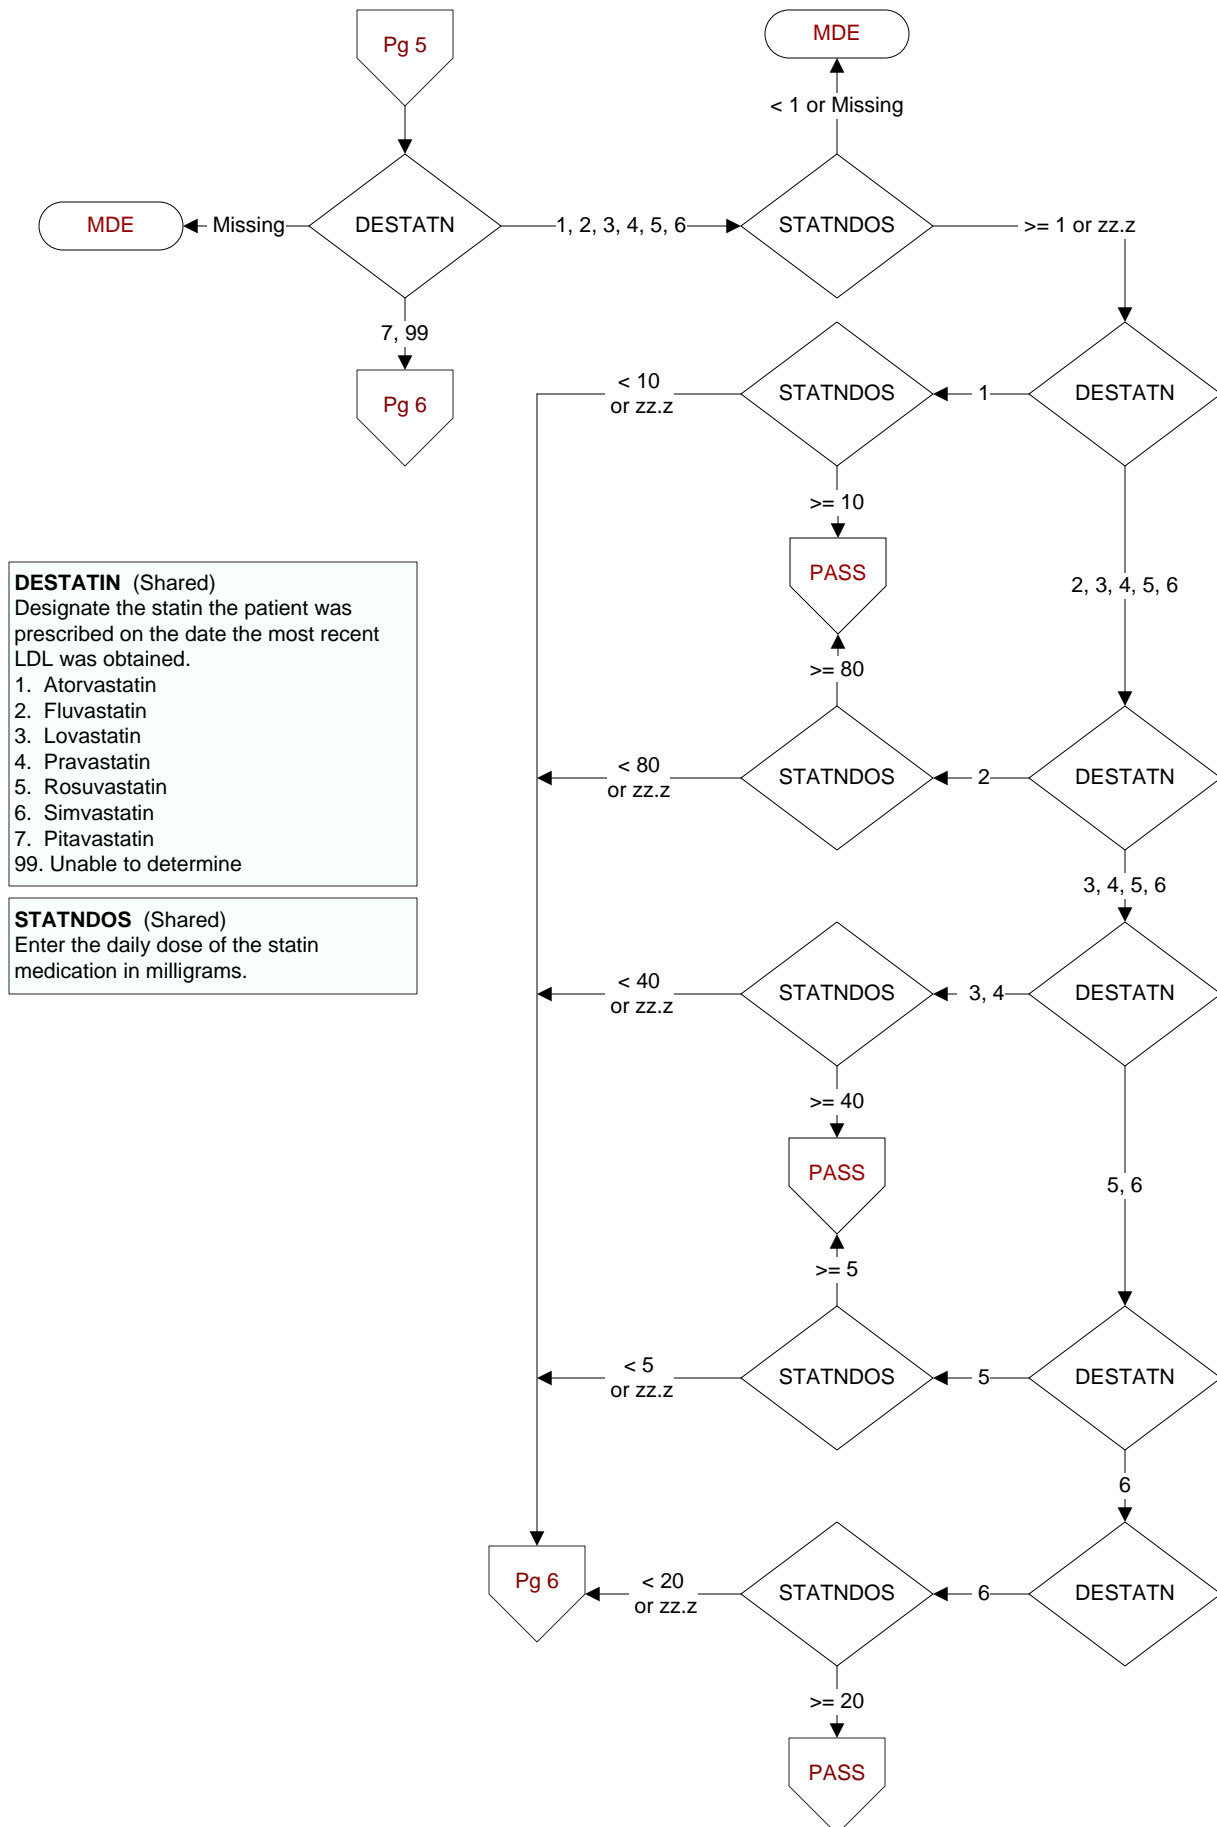 Pg 5
MDE
< 1 or Missing
MDE
Missing
DESTATN
1, 2, 3, 4, 5, 6
STATNDOS
>= 1 or zz.z
7, 99
Pg 6
< 10
or zz.z
STATNDOS
1
DESTATN
>= 10
PASS
2, 3, 4, 5, 6
DESTATIN (Shared)
Designate the statin the patient was
prescribed on the date the most recent
LDL was obtained.
1. Atorvastatin
2. Fluvastatin
3. Lovastatin
4. Pravastatin
5. Rosuvastatin
6. Simvastatin
7. Pitavastatin
99. Unable to determine
>= 80
< 80
or zz.z
STATNDOS
2
DESTATN
3, 4, 5, 6
STATNDOS (Shared)
Enter the daily dose of the statin
medication in milligrams.
< 40
or zz.z
STATNDOS
3, 4
DESTATN
>= 40
PASS
5, 6
>= 5
< 5
or zz.z
STATNDOS
5
DESTATN
6
Pg 6
< 20
or zz.z
STATNDOS
6
DESTATN
>= 20
PASS